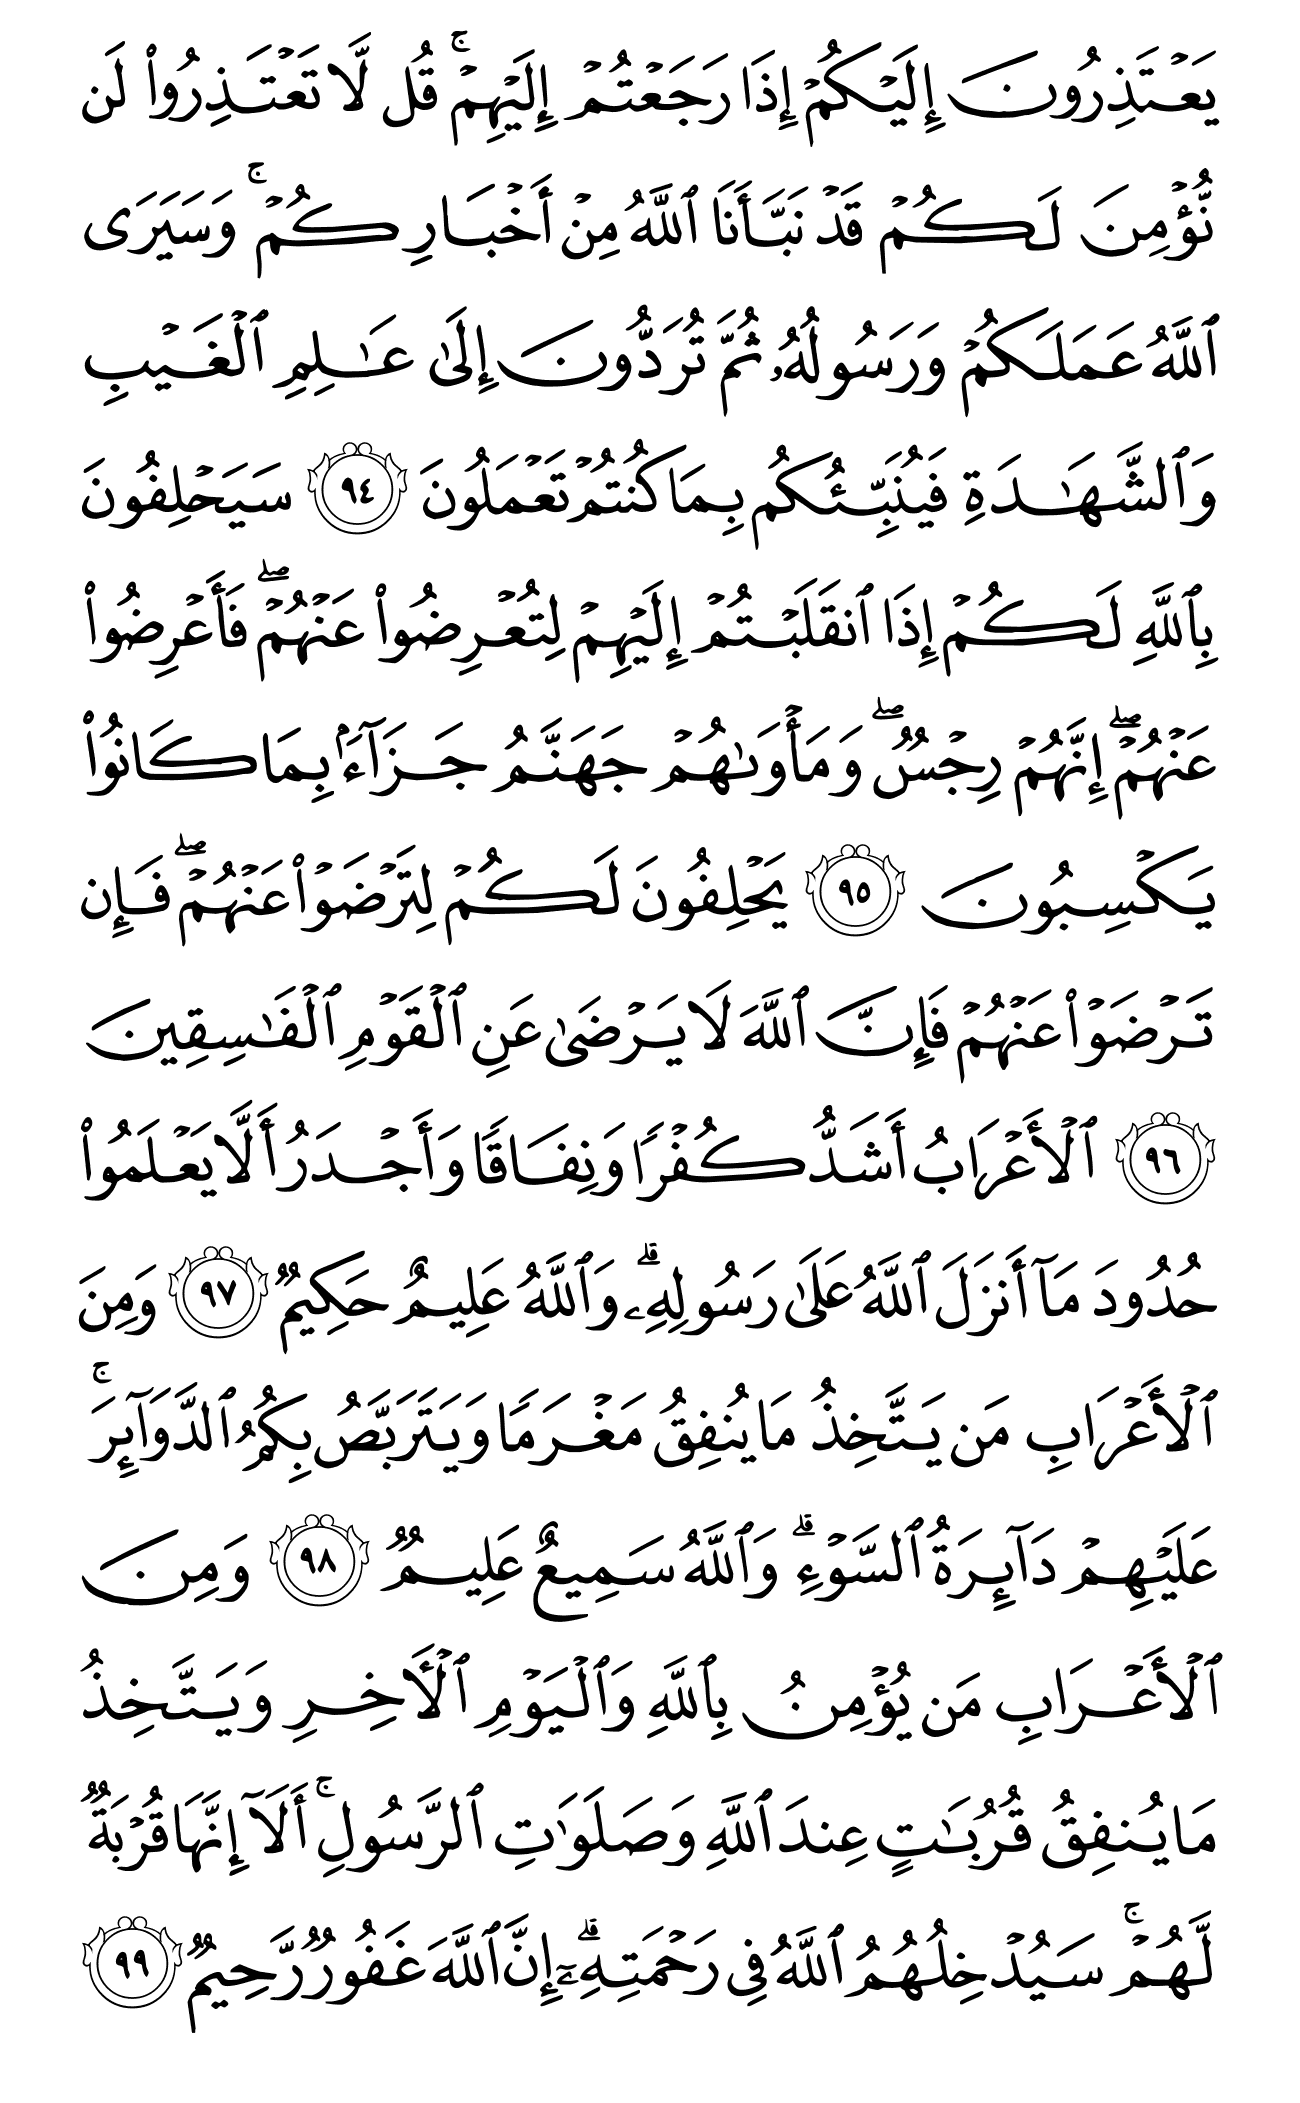 يَعْتَذِرُونَ إِلَيْكُمْ إِذَا رَجَعْتُمْ إِلَيْهِمْ ۚ قُل لَّا تَعْتَذِرُوا۟ لَن
نُّؤْمِنَ لَكُمْ قَدْ نَبَّأَنَا ٱللَّهُ مِنْ أَخْبَارِكُمْ ۚ وَسَيَرَى
ٱللَّهُ عَمَلَكُمْ وَرَسُولُهُۥ ثُمَّ تُرَدُّونَ إِلَىٰ عَـٰلِمِ ٱلْغَيْبِ
وَٱلشَّهَـٰدَةِ فَيُنَبِّئُكُم بِمَا كُنتُمْ تَعْمَلُونَ ٩٤ سَيَحْلِفُونَ
بِٱللَّهِ لَكُمْ إِذَا ٱنقَلَبْتُمْ إِلَيْهِمْ لِتُعْرِضُوا۟ عَنْهُمْ ۖ فَأَعْرِضُوا۟
عَنْهُمْ ۖ إِنَّهُمْ رِجْسٌ ۖ وَمَأْوَىٰهُمْ جَهَنَّمُ جَزَآءًۢ بِمَا كَانُوا۟
يَكْسِبُونَ ٩٥ يَحْلِفُونَ لَكُمْ لِتَرْضَوْا۟ عَنْهُمْ ۖ فَإِن
تَرْضَوْا۟ عَنْهُمْ فَإِنَّ ٱللَّهَ لَا يَرْضَىٰ عَنِ ٱلْقَوْمِ ٱلْفَـٰسِقِينَ
٩٦ ٱلْأَعْرَابُ أَشَدُّ كُفْرًا وَنِفَاقًا وَأَجْدَرُ أَلَّا يَعْلَمُوا۟
حُدُودَ مَآ أَنزَلَ ٱللَّهُ عَلَىٰ رَسُولِهِۦ ۗ وَٱللَّهُ عَلِيمٌ حَكِيمٌ ٩٧ وَمِنَ
ٱلْأَعْرَابِ مَن يَتَّخِذُ مَا يُنفِقُ مَغْرَمًا وَيَتَرَبَّصُ بِكُمُ ٱلدَّوَآئِرَ ۚ
عَلَيْهِمْ دَآئِرَةُ ٱلسَّوْءِ ۗ وَٱللَّهُ سَمِيعٌ عَلِيمٌ ٩٨ وَمِنَ
ٱلْأَعْرَابِ مَن يُؤْمِنُ بِٱللَّهِ وَٱلْيَوْمِ ٱلْـَٔاخِرِ وَيَتَّخِذُ
مَا يُنفِقُ قُرُبَـٰتٍ عِندَ ٱللَّهِ وَصَلَوَٰتِ ٱلرَّسُولِ ۚ أَلَآ إِنَّهَا قُرْبَةٌ
لَّهُمْ ۚ سَيُدْخِلُهُمُ ٱللَّهُ فِى رَحْمَتِهِۦٓ ۗ إِنَّ ٱللَّهَ غَفُورٌ رَّحِيمٌ ٩٩